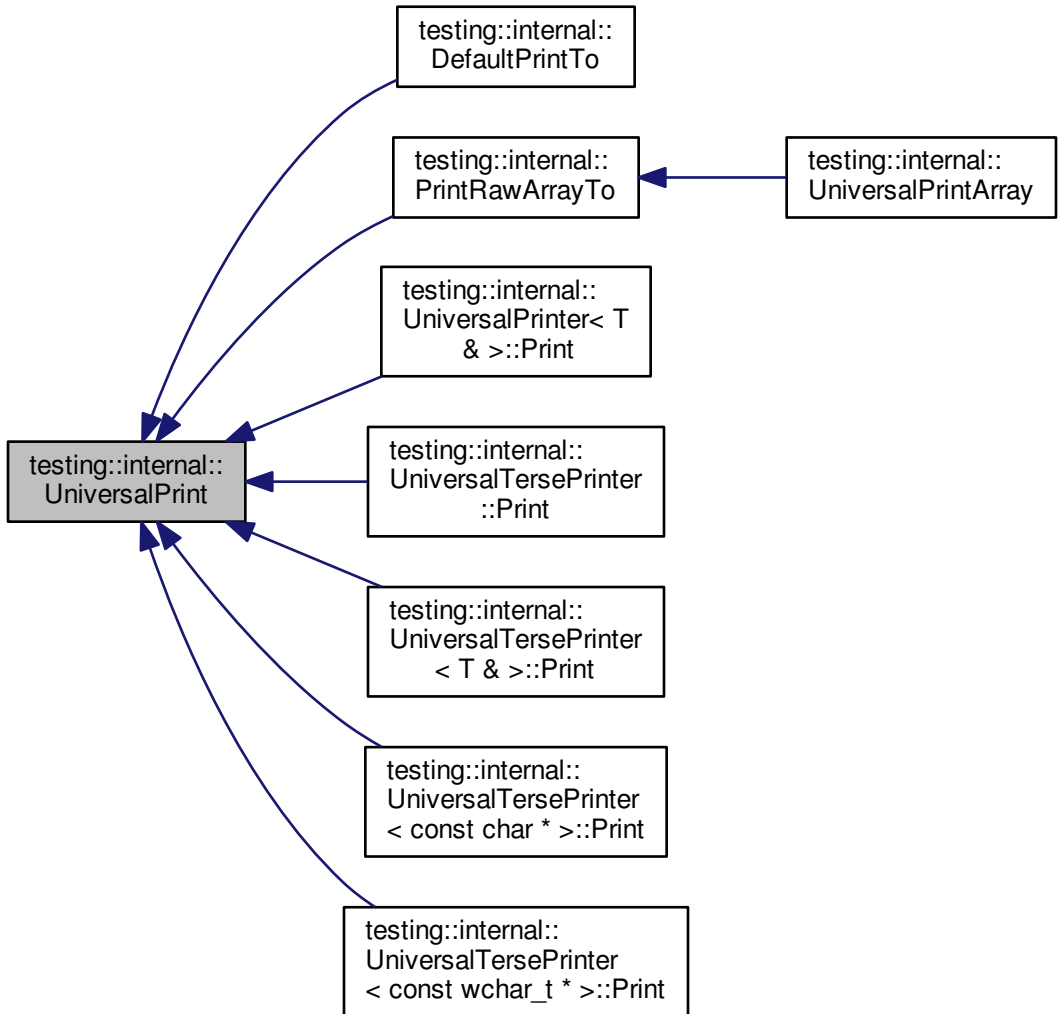 testing::internal::
DefaultPrintTo
testing::internal::
PrintRawArrayTo
testing::internal::
UniversalPrintArray
testing::internal::
UniversalPrinter< T
& >::Print
testing::internal::
UniversalPrint
testing::internal::
UniversalTersePrinter
::Print
testing::internal::
UniversalTersePrinter
< T & >::Print
testing::internal::
UniversalTersePrinter
< const char * >::Print
testing::internal::
UniversalTersePrinter
< const wchar_t * >::Print